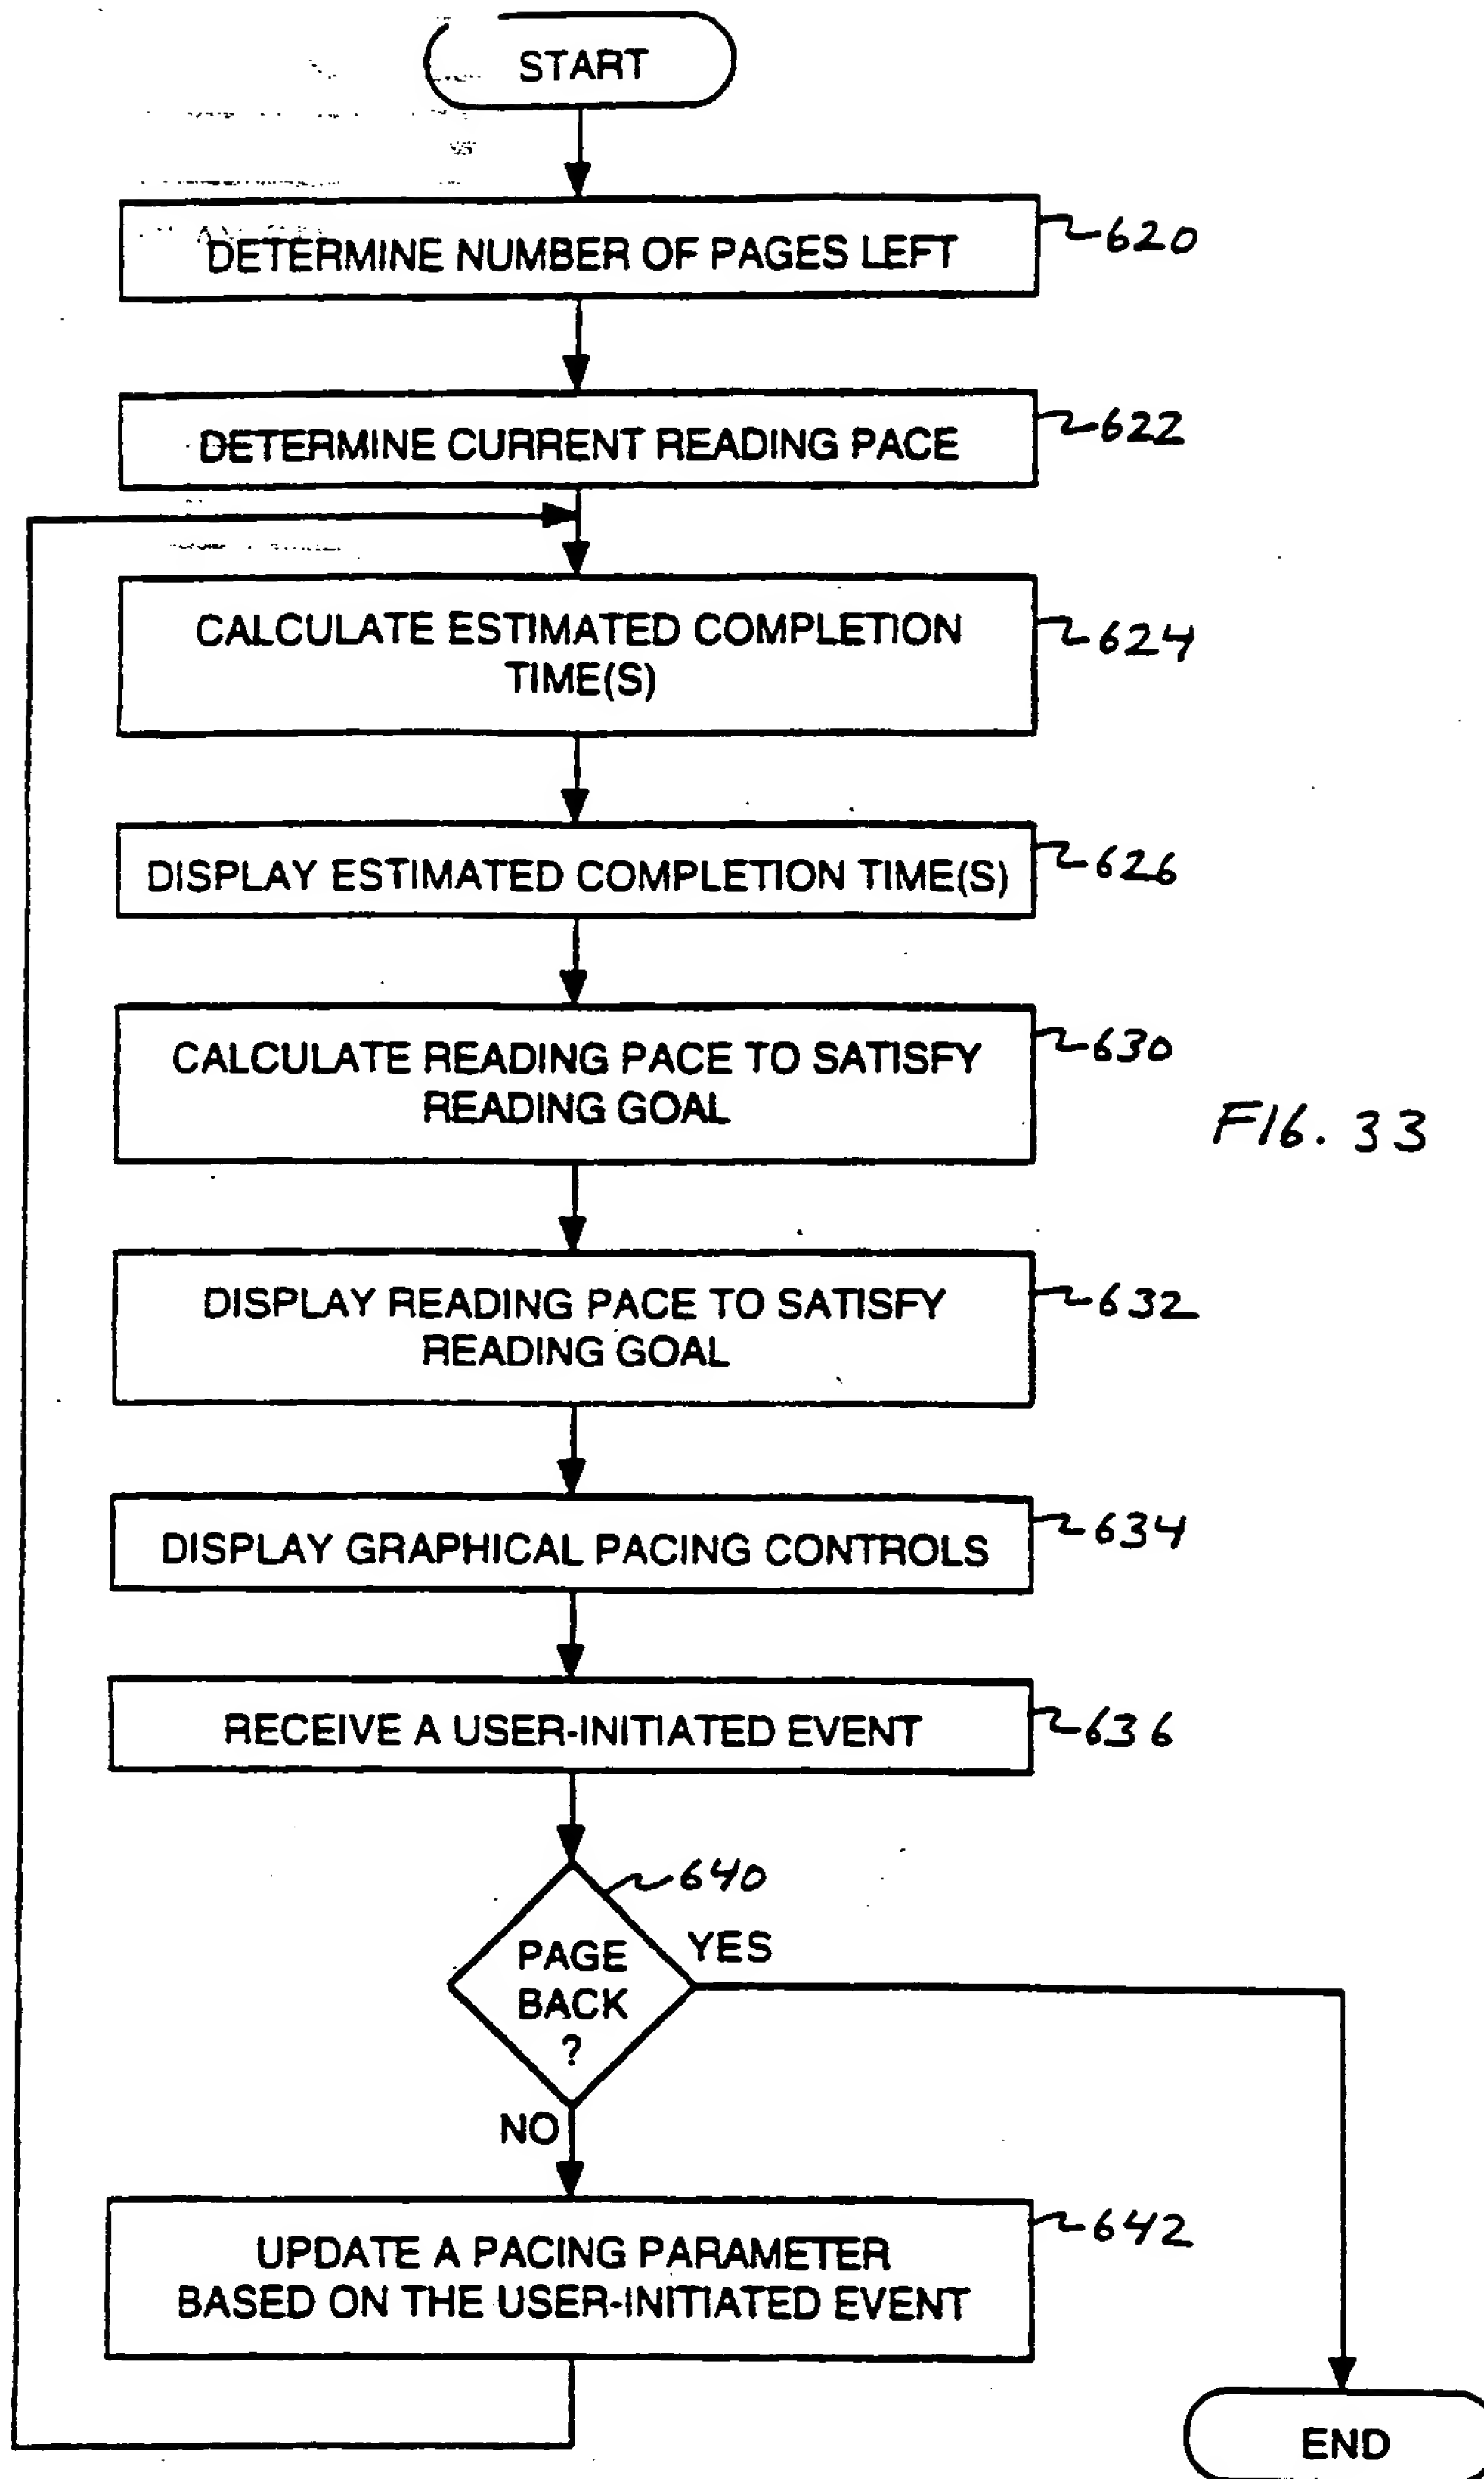 START
DETERMINE NUMBER OF PAGES LEFT
620
DETERMINE CURRENT READING PACE
622
CALCULATE ESTIMATED COMPLETION
TIME(S)
624
DISPLAY ESTIMATED COMPLETION TIME(S)
626
CALCULATE READING PACE TO SATISFY
READING GOAL
630
FIG. 33
DISPLAY READING PACE TO SATISFY
READING GOAL
632
DISPLAY GRAPHICAL PACING CONTROLS
634
RECEIVE A USER-INITIATED EVENT
636
640
PAGE
BACK
?
YES
NO
UPDATE A PACING PARAMETER
BASED ON THE USER-INITIATED EVENT
642
END